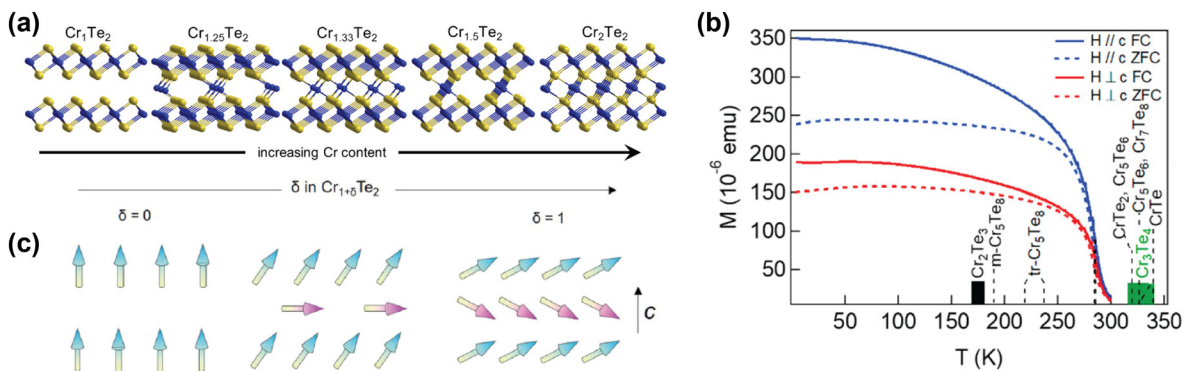 (a)
Cr₁Te₂ Cr₁.₂₅Te₂ Cr₁.₃₃Te₂ Cr₁.₅Te₂ Cr₂Te₂
increasing Cr content
δ in Cr₁₊δTe₂
(c)
δ = 0
δ = 1
c
(b)
M (10⁻⁶ emu)
350
300
250
200
150
100
50
H // c FC
H // c ZFC
H ⊥ c FC
H ⊥ c ZFC
Cr₂Te₃
m-Cr₅Te₈
tr-Cr₅Te₈
CrTe₂, Cr₅Te₆
Cr₃Te₄
Cr₅Te₆, Cr₇Te₈
CrTe
50 100 150 200 250 300 350
T (K)